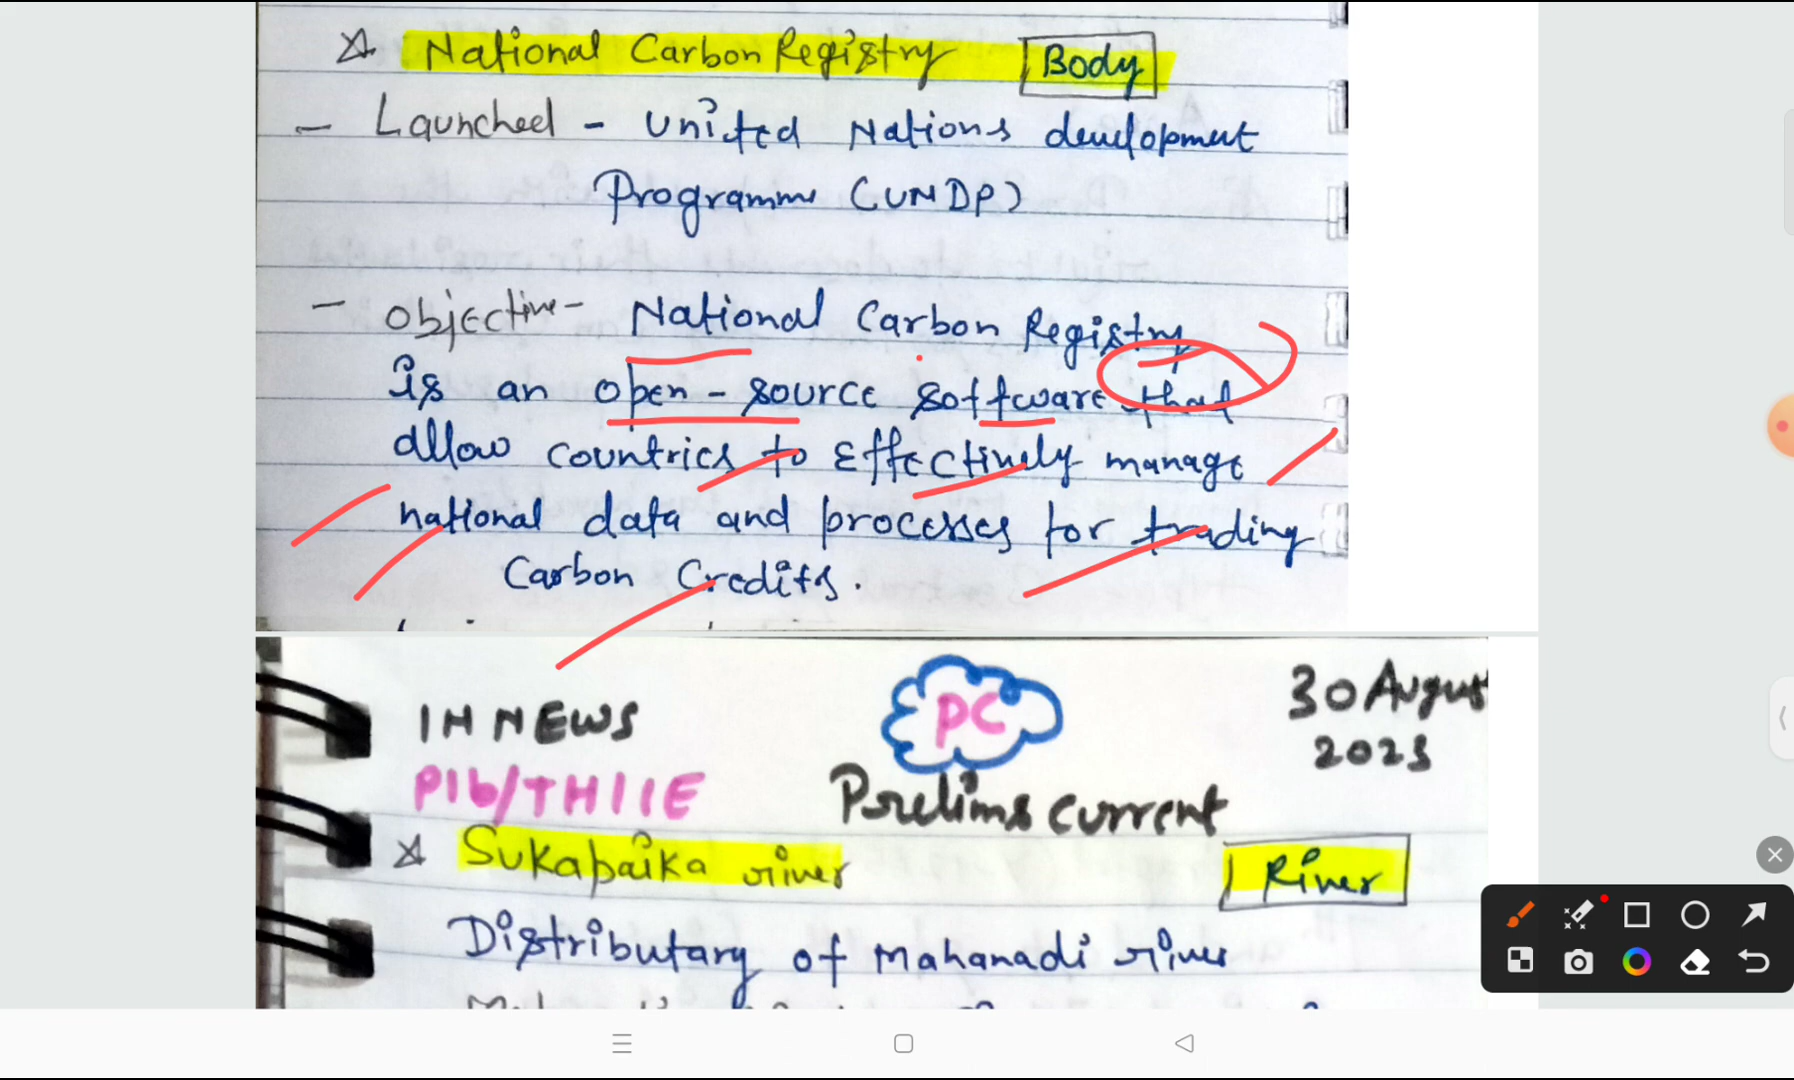 National Carbon Registry Body
- Launched - United Nations development
Programme (UNDP)
- objective - National Carbon Registry
is an open-source software that
allow countries to effectively manage
national data and processes for trading
Carbon Credits.
IN NEWS PC 30 August
PIb/TH/IE 2023
Prelims current
Sukapaika river River
Distributary of Mahanadi river